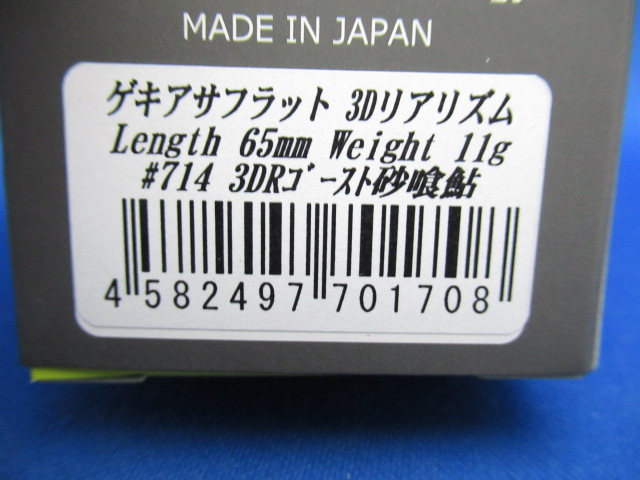 MADE IN JAPAN
ゲキアサフラット 3Dリアリズム
Length 65mm Weight 11g
#714 3DRｺﾞｰｽﾄ砂喰鮎
4 582497 701708